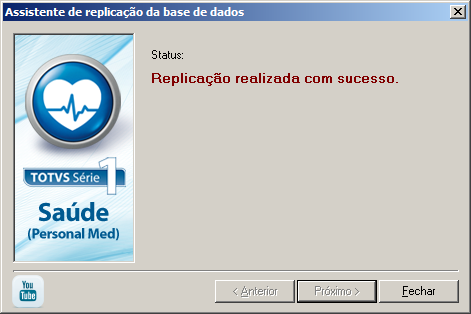 Assistente de replicação da base de dados
Status:
Replicação realizada com sucesso.
TOTVS Série 1
Saúde
(Personal Med)
You
Tube
< Anterior
Próximo >
Fechar